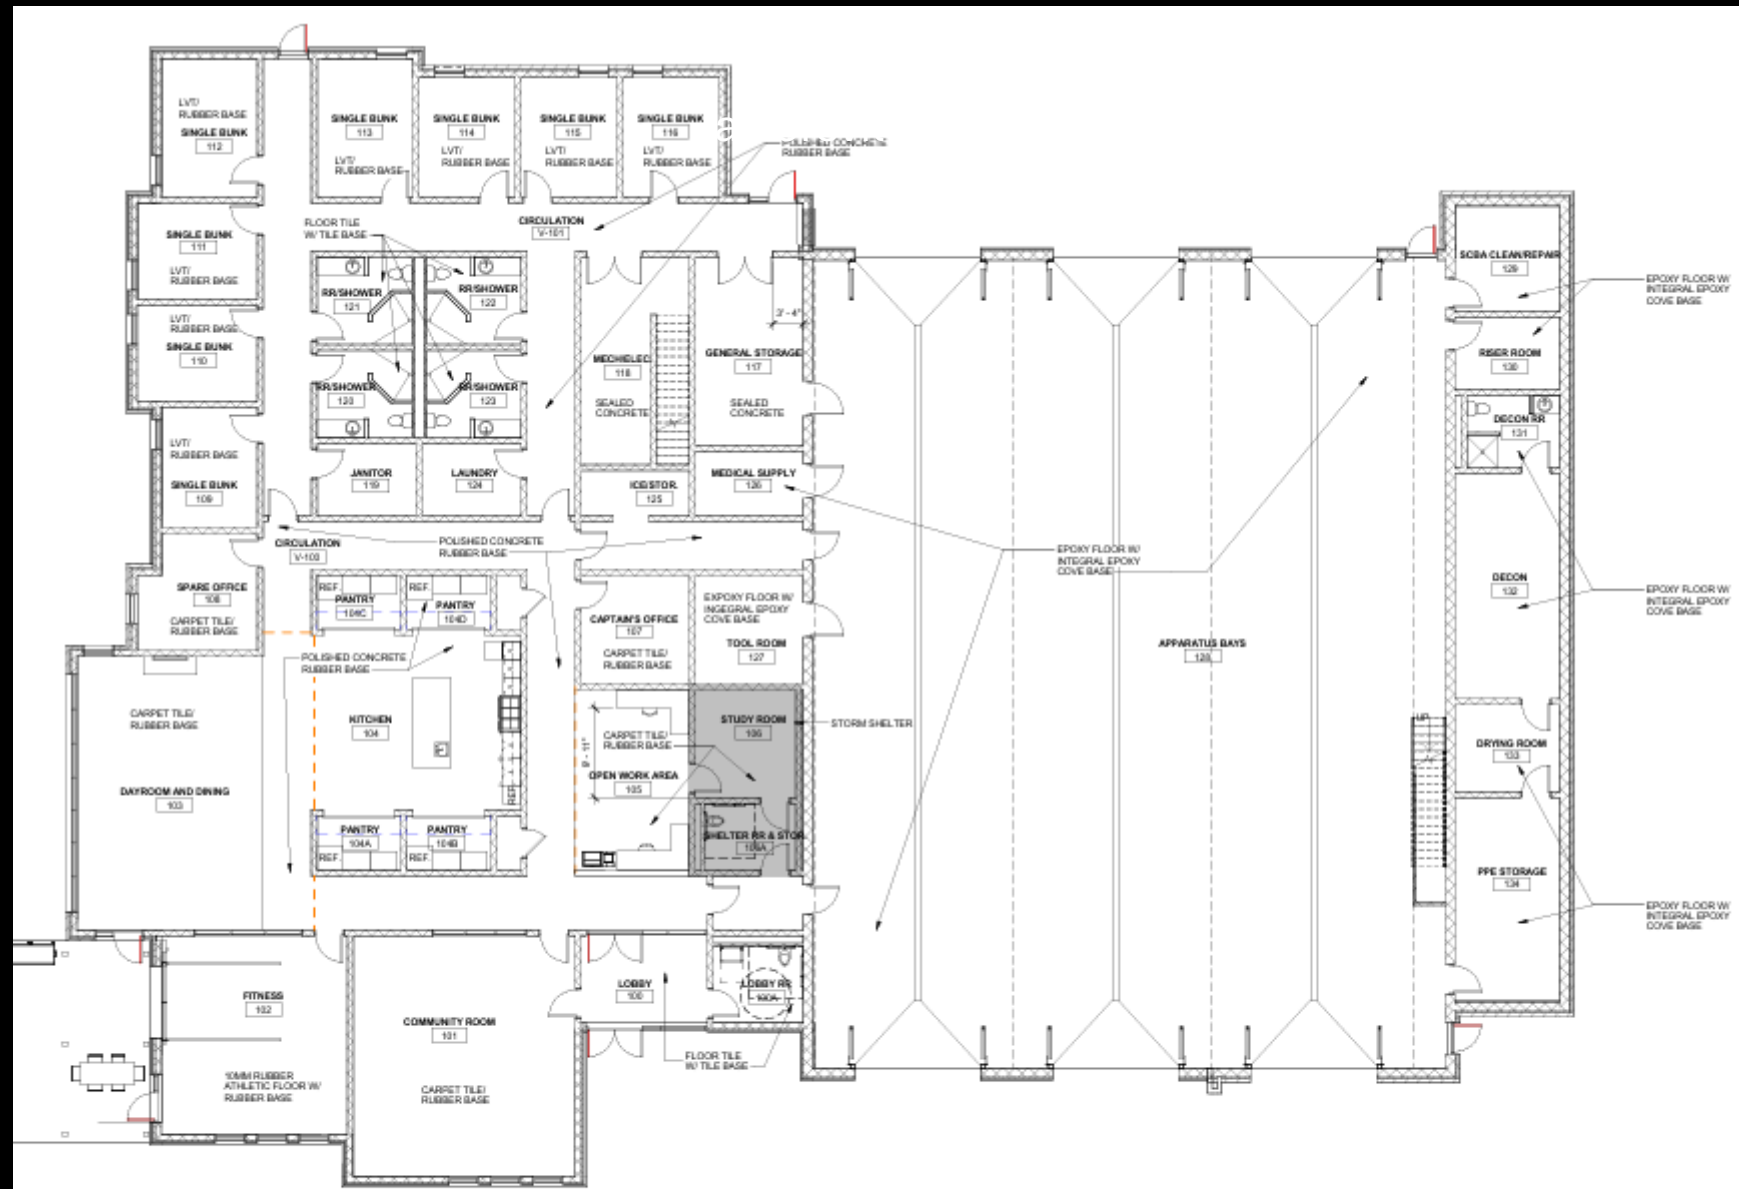 LVT/
RUBBER BASE
SINGLE BUNK
112
SINGLE BUNK
113
LVT/
RUBBER BASE
SINGLE BUNK
114
LVT/
RUBBER BASE
SINGLE BUNK
115
LVT/
RUBBER BASE
SINGLE BUNK
116
LVT/
RUBBER BASE
POLISHED CONCRETE
RUBBER BASE
SINGLE BUNK
111
LVT/
RUBBER BASE
FLOOR TILE
W/ TILE BASE
CIRCULATION
V-101
LVT/
RUBBER BASE
SINGLE BUNK
110
RR/SHOWER
121
RR/SHOWER
122
RR/SHOWER
120
RR/SHOWER
123
MECH/ELEC.
118
SEALED
CONCRETE
3' - 4"
GENERAL STORAGE
117
SEALED
CONCRETE
SCBA CLEAN/REPAIR
129
EPOXY FLOOR W/
INTEGRAL EPOXY
COVE BASE
RISER ROOM
130
DECON RR
131
LVT/
RUBBER BASE
SINGLE BUNK
109
JANITOR
119
LAUNDRY
124
ICE/STOR.
125
MEDICAL SUPPLY
126
CIRCULATION
V-100
POLISHED CONCRETE
RUBBER BASE
EPOXY FLOOR W/
INTEGRAL EPOXY
COVE BASE
SPARE OFFICE
108
CARPET TILE/
RUBBER BASE
REF.
PANTRY
104C
REF.
PANTRY
104D
CAPTAIN'S OFFICE
107
CARPET TILE/
RUBBER BASE
EXPOXY FLOOR W/
INGEGRAL EPOXY
COVE BASE
TOOL ROOM
127
DECON
132
EPOXY FLOOR W/
INTEGRAL EPOXY
COVE BASE
APPARATUS BAYS
128
POLISHED CONCRETE
RUBBER BASE
CARPET TILE/
RUBBER BASE
KITCHEN
104
REF.
9' - 11"
CARPET TILE/
RUBBER BASE
OPEN WORK AREA
105
STUDY ROOM
106
STORM SHELTER
UP
DRYING ROOM
133
DAYROOM AND DINING
103
PANTRY
104A
REF.
PANTRY
104B
REF.
SHELTER RR & STOR.
106A
PPE STORAGE
134
EPOXY FLOOR W/
INTEGRAL EPOXY
COVE BASE
FITNESS
102
10MM RUBBER
ATHLETIC FLOOR W/
RUBBER BASE
COMMUNITY ROOM
101
CARPET TILE/
RUBBER BASE
LOBBY
100
LOBBY RR
100A
FLOOR TILE
W/ TILE BASE